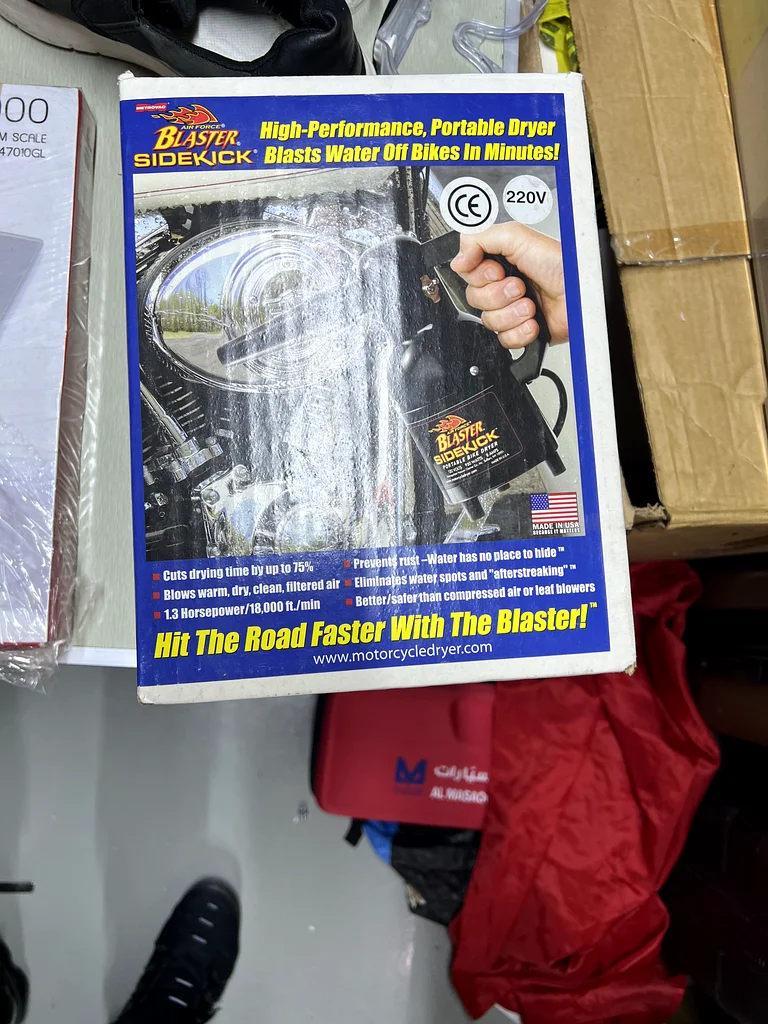 00
M SCALE
47010GL
METROVAC
AIR FORCE®
BLASTER®
SIDEKICK®
High-Performance, Portable Dryer
Blasts Water Off Bikes In Minutes!
CE
220V
AIR FORCE
BLASTER
SIDEKICK
PORTABLE BIKE DRYER
MADE IN USA
BECAUSE IT MATTERS
Cuts drying time by up to 75%
Blows warm, dry, clean, filtered air
1.3 Horsepower/18,000 ft./min
Prevents rust –Water has no place to hide™
Eliminates water spots and "afterstreaking"™
Better/safer than compressed air or leaf blowers
Hit The Road Faster With The Blaster!™
www.motorcycledryer.com
AL MASAO